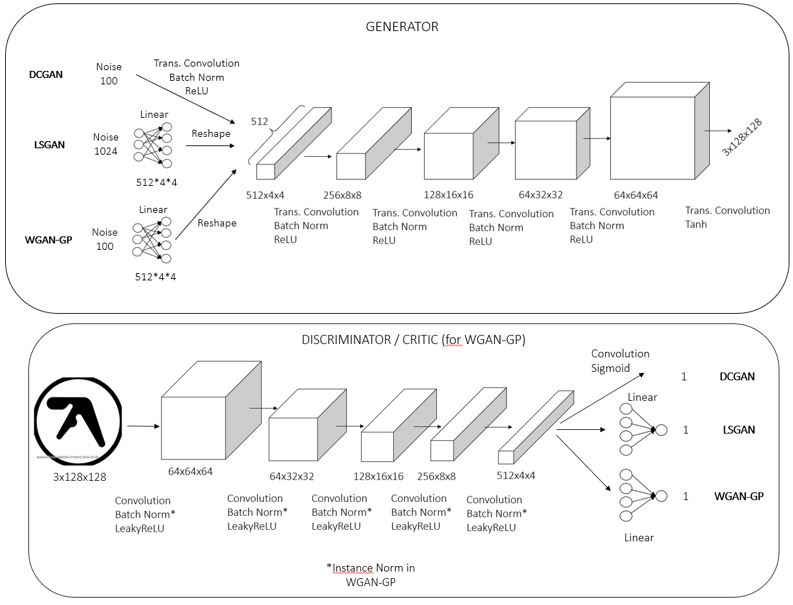 GENERATOR
DCGAN
Noise
100
Trans. Convolution
Batch Norm
ReLU
LSGAN
Noise
1024
Linear
512*4*4
Reshape
WGAN-GP
Noise
100
Linear
512*4*4
Reshape
512
512x4x4
256x8x8
128x16x16
64x32x32
64x64x64
3x128x128
Trans. Convolution
Batch Norm
ReLU
Trans. Convolution
Batch Norm
ReLU
Trans. Convolution
Batch Norm
ReLU
Trans. Convolution
Batch Norm
ReLU
Trans. Convolution
Tanh
DISCRIMINATOR / CRITIC (for WGAN-GP)
3x128x128
64x64x64
64x32x32
128x16x16
256x8x8
512x4x4
Convolution
Batch Norm*
LeakyReLU
Convolution
Batch Norm*
LeakyReLU
Convolution
Batch Norm*
LeakyReLU
Convolution
Batch Norm*
LeakyReLU
Convolution
Batch Norm*
LeakyReLU
Convolution
Sigmoid
1 DCGAN
Linear
1 LSGAN
1 WGAN-GP
Linear
*Instance Norm in
WGAN-GP